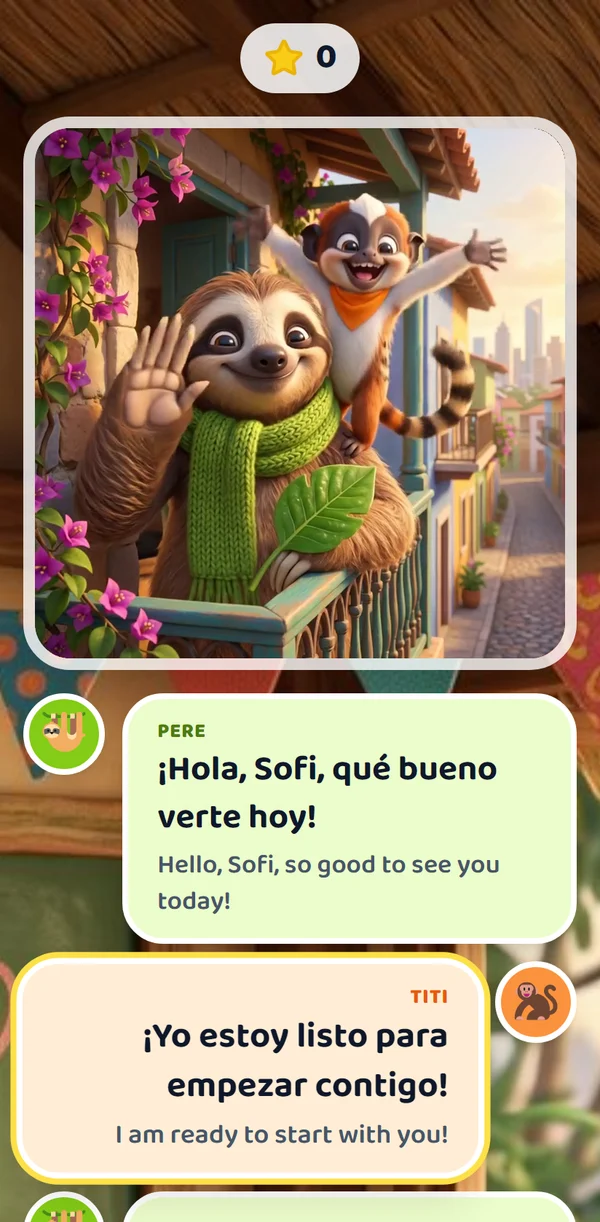 0
PERE
¡Hola, Sofi, qué bueno
verte hoy!
Hello, Sofi, so good to see you
today!
TITI
¡Yo estoy listo para
empezar contigo!
I am ready to start with you!